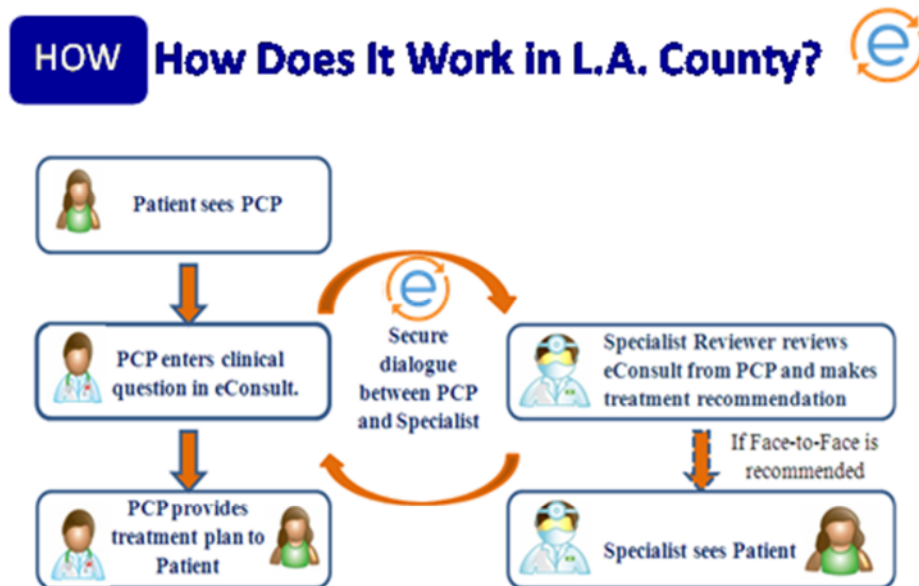 HOW
How Does It Work in L.A. County?
e
Patient sees PCP
PCP enters clinical
question in eConsult.
e
Secure
dialogue
between PCP
and Specialist
Specialist Reviewer reviews
eConsult from PCP and makes
treatment recommendation
If Face-to-Face is
recommended
PCP provides
treatment plan to
Patient
Specialist sees Patient